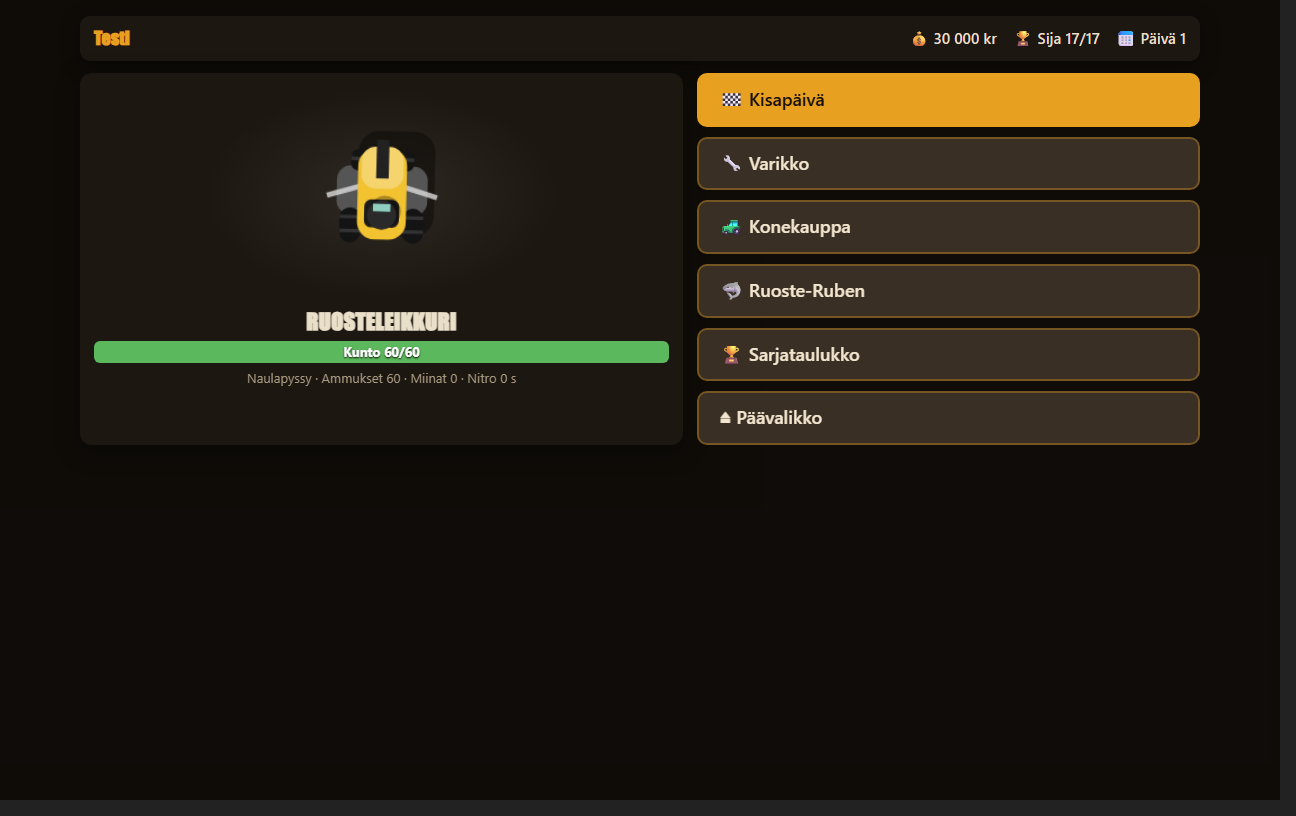 Testi
30 000 kr
Sija 17/17
Päivä 1
RUOSTELEIKKURI
Kunto 60/60
Naulapyssy · Ammukset 60 · Miinat 0 · Nitro 0 s
Kisapäivä
Varikko
Konekauppa
Ruoste-Ruben
Sarjataulukko
Päävalikko